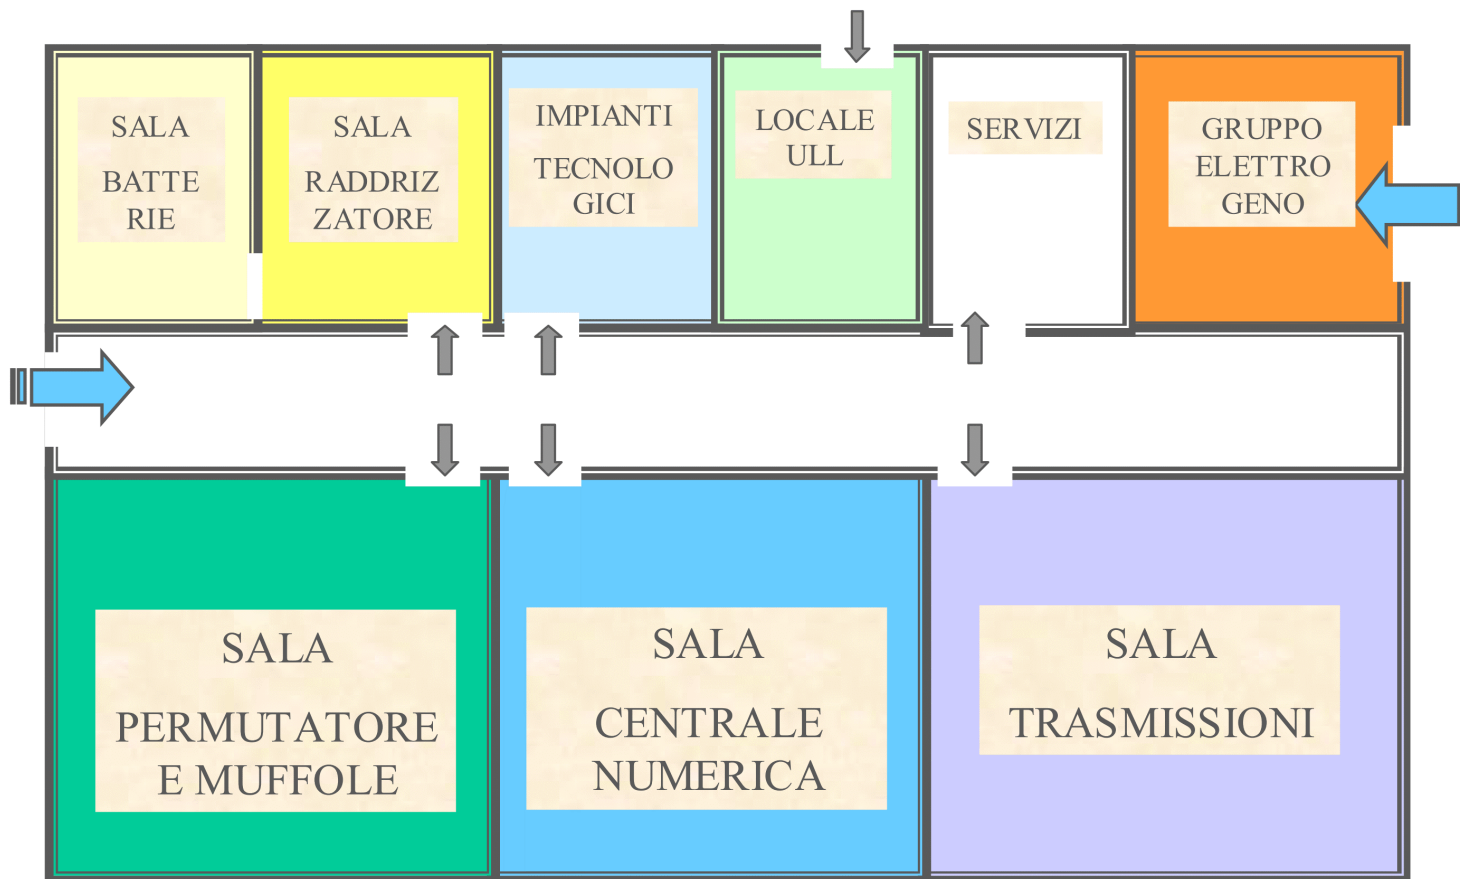 SALA
BATTE
RIE
SALA
RADDRIZ
ZATORE
IMPIANTI
TECNOLO
GICI
LOCALE
ULL
SERVIZI
GRUPPO
ELETTRO
GENO
SALA
PERMUTATORE
E MUFFOLE
SALA
CENTRALE
NUMERICA
SALA
TRASMISSIONI